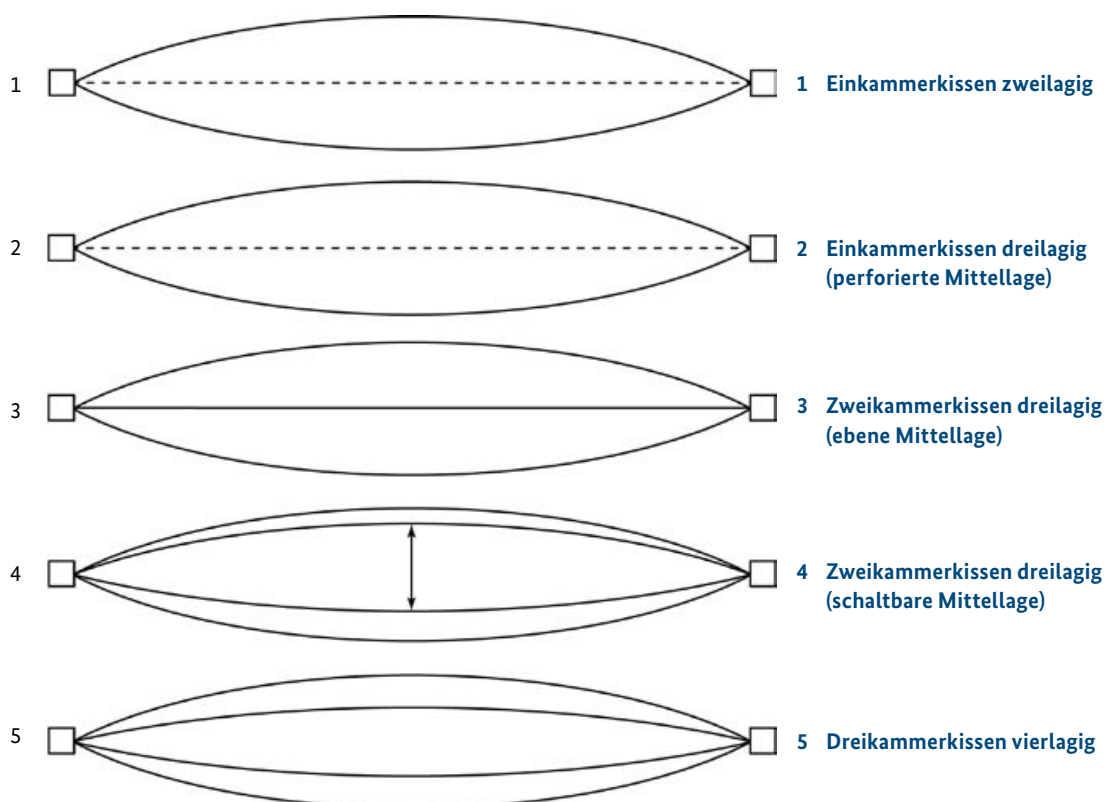 1
1 Einkammerkissen zweilagig
2
2 Einkammerkissen dreilagig
(perforierte Mittellage)
3
3 Zweikammerkissen dreilagig
(ebene Mittellage)
4
4 Zweikammerkissen dreilagig
(schaltbare Mittellage)
5
5 Dreikammerkissen vierlagig